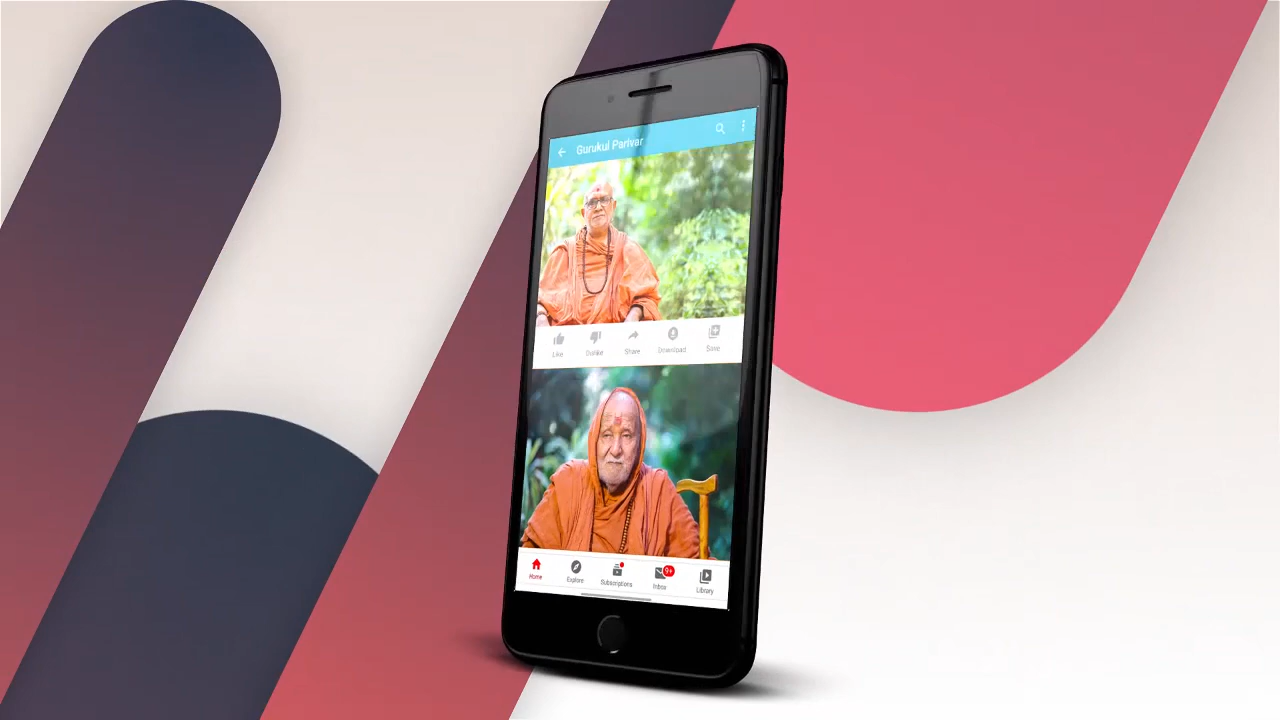 Gurukul Parivar
Like Dislike Share Download Save
Home Explore Subscriptions 9+ Inbox Library